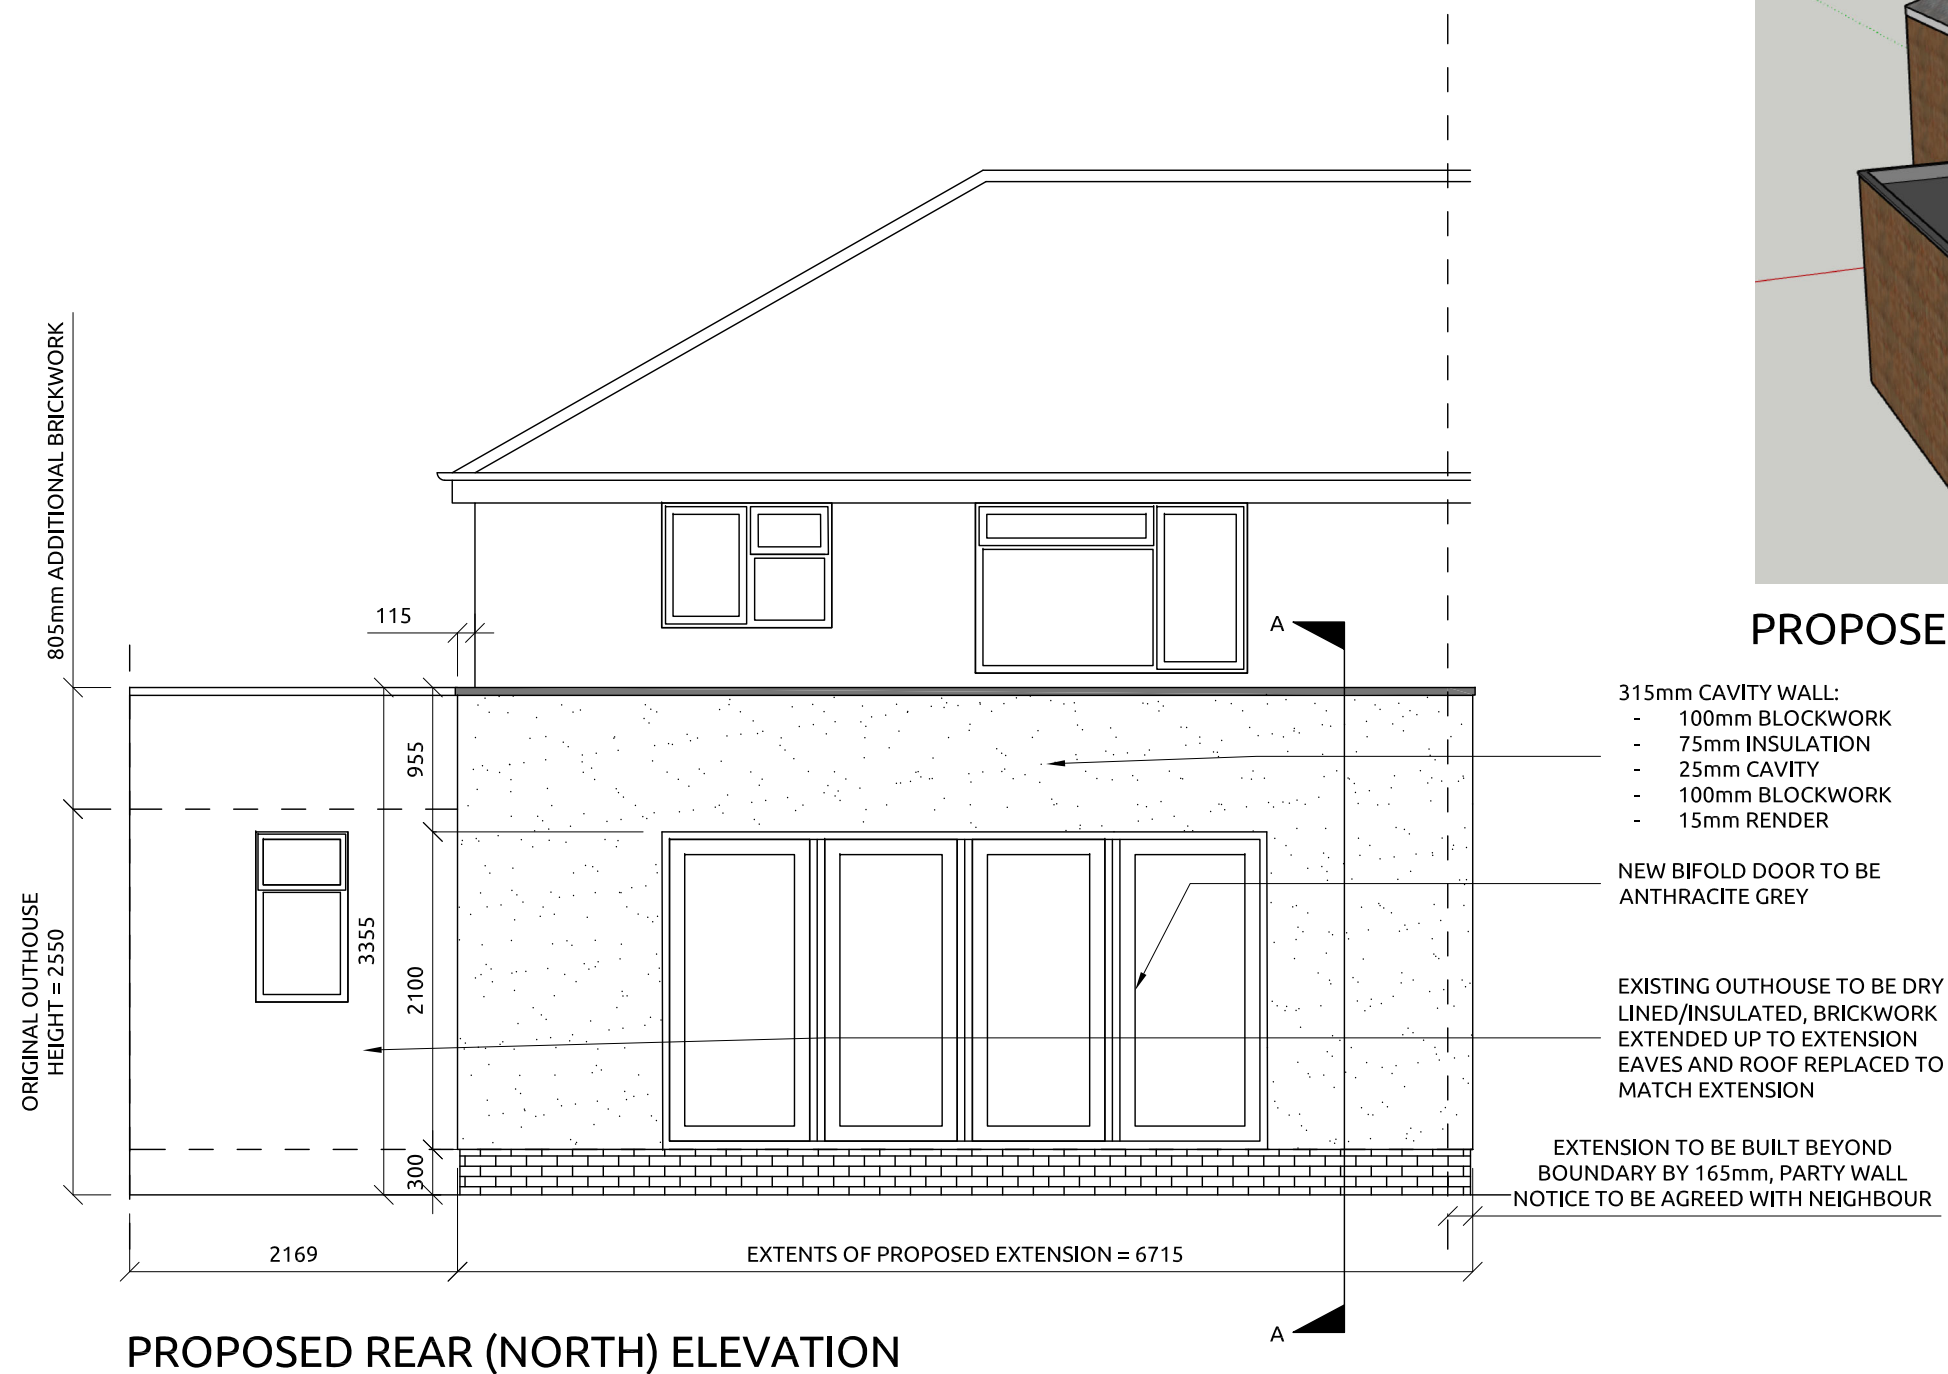 805mm ADDITIONAL BRICKWORK
115
A
PROPOSE
315mm CAVITY WALL:
- 100mm BLOCKWORK
- 75mm INSULATION
- 25mm CAVITY
- 100mm BLOCKWORK
- 15mm RENDER
955
NEW BIFOLD DOOR TO BE
ANTHRACITE GREY
ORIGINAL OUTHOUSE
HEIGHT = 2550
3355
2100
EXISTING OUTHOUSE TO BE DRY
LINED/INSULATED, BRICKWORK
EXTENDED UP TO EXTENSION
EAVES AND ROOF REPLACED TO
MATCH EXTENSION
300
EXTENSION TO BE BUILT BEYOND
BOUNDARY BY 165mm, PARTY WALL
NOTICE TO BE AGREED WITH NEIGHBOUR
2169
EXTENTS OF PROPOSED EXTENSION = 6715
A
PROPOSED REAR (NORTH) ELEVATION